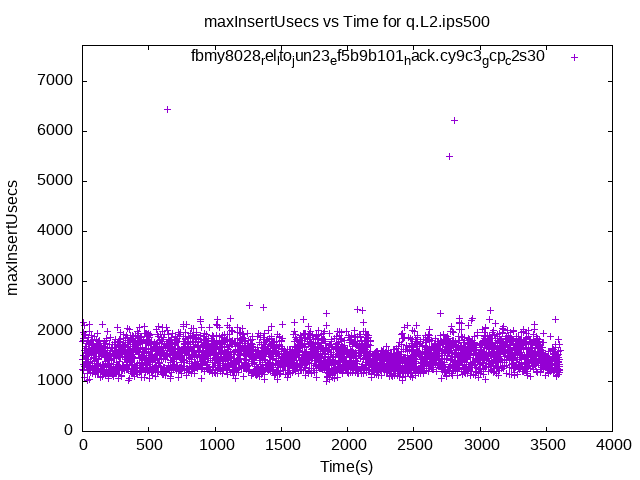 maxInsertUsecs vs Time for q.L2.ips500
fbmy8028relltojun23ef5b9b101hack.cy9c3gcpc2s30
7000
6000
5000
4000
3000
2000
1000
0
maxInsertUsecs
0 500 1000 1500 2000 2500 3000 3500 4000
Time(s)